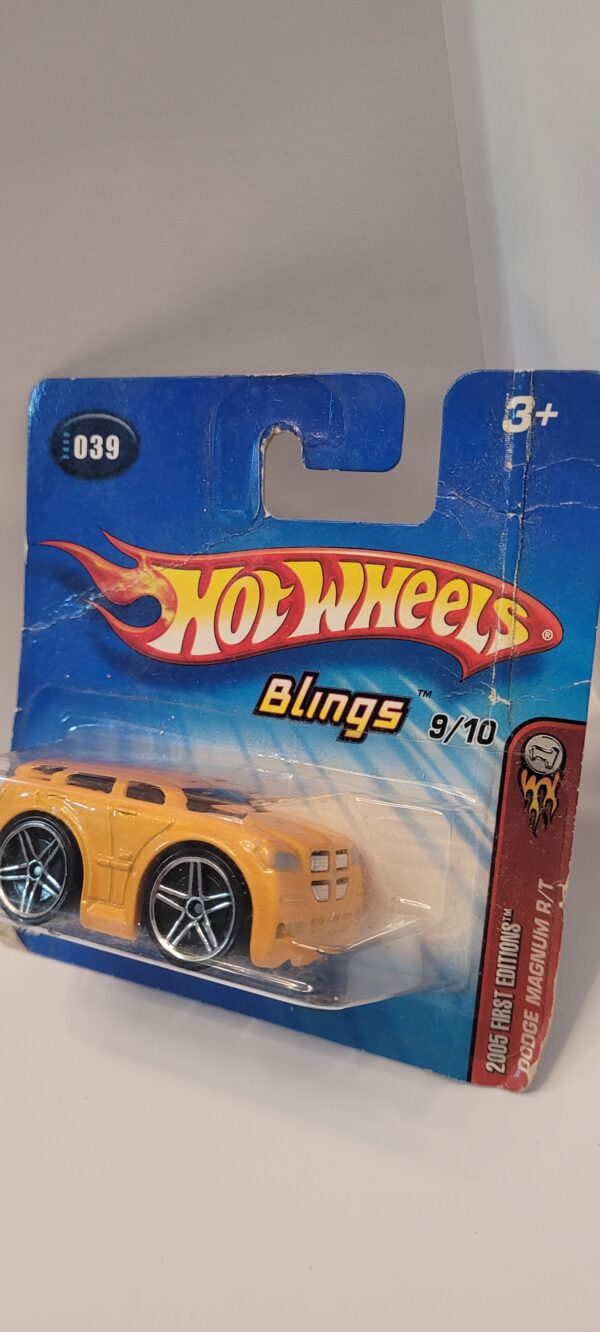 039
3+
HOT WHEELS®
Blings™ 9/10
2005 FIRST EDITIONS™
DODGE MAGNUM R/T